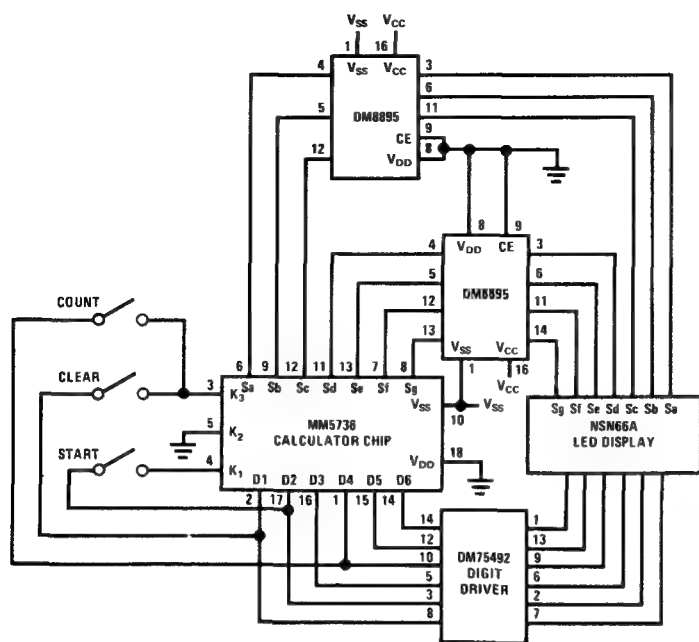 VSS VCC
1 16
VSS VCC
4 3
6
5 DM8895 11
CE 9
12 VDD 8
8 9
VDD CE
4 3
5 6
DM8895
12 11
13 14
VSS VCC
1 16
VCC
COUNT
CLEAR
START
6 9 12 11 13 7 8
Sa Sb Sc Sd Se Sf Sg
3 K3
VSS
10 VSS
5 K2
MM5738
CALCULATOR CHIP
4 K1
VDD 18
D1 D2 D3 D4 D5 D6
2 17 16 1 15 14
Sg Sf Se Sd Sc Sb Sa
NSN66A
LED DISPLAY
14 1
12 13
10 9
DM75492
DIGIT
DRIVER
5 6
3 2
8 7